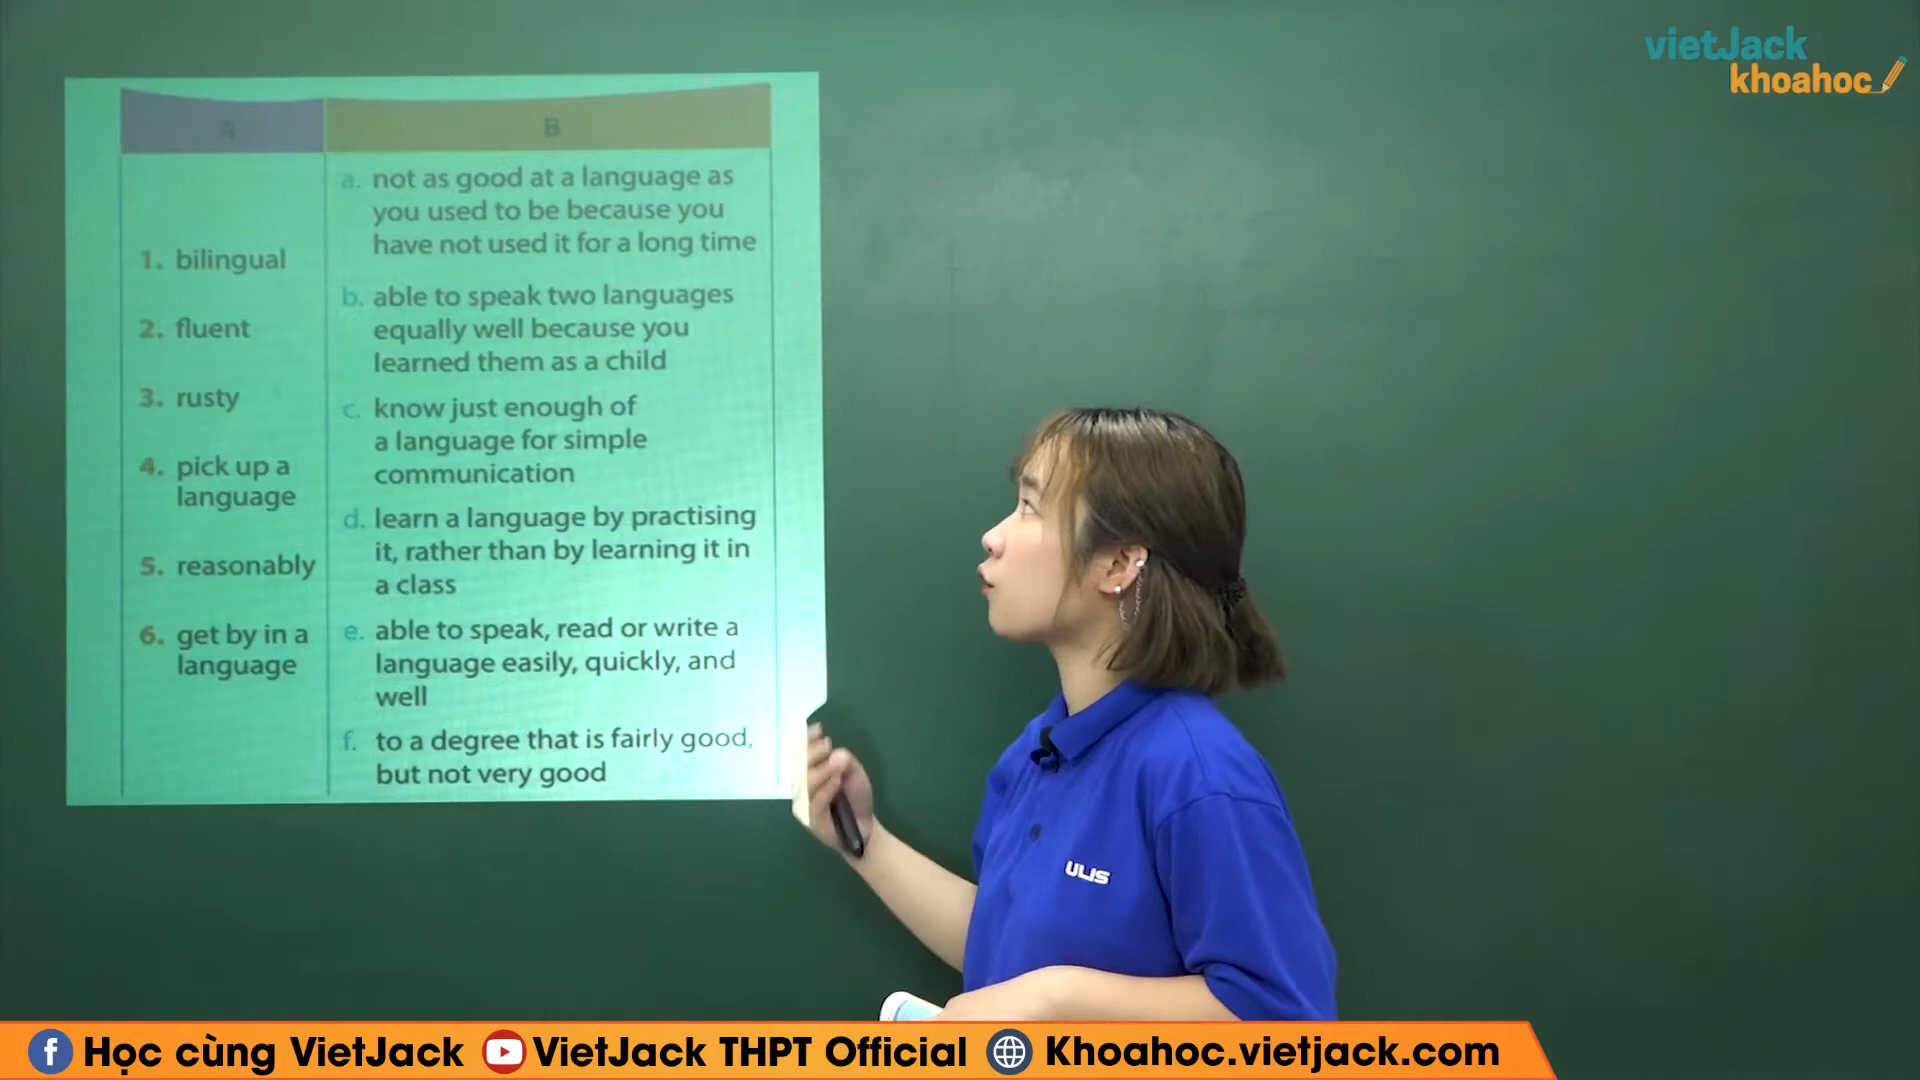 vietJack
khoahoc
A
B
1. bilingual
2. fluent
3. rusty
4. pick up a
language
5. reasonably
6. get by in a
language
a. not as good at a language as
you used to be because you
have not used it for a long time
b. able to speak two languages
equally well because you
learned them as a child
c. know just enough of
a language for simple
communication
d. learn a language by practising
it, rather than by learning it in
a class
e. able to speak, read or write a
language easily, quickly, and
well
f. to a degree that is fairly good,
but not very good
ULIS
Học cùng VietJack
VietJack THPT Official
Khoahoc.vietjack.com